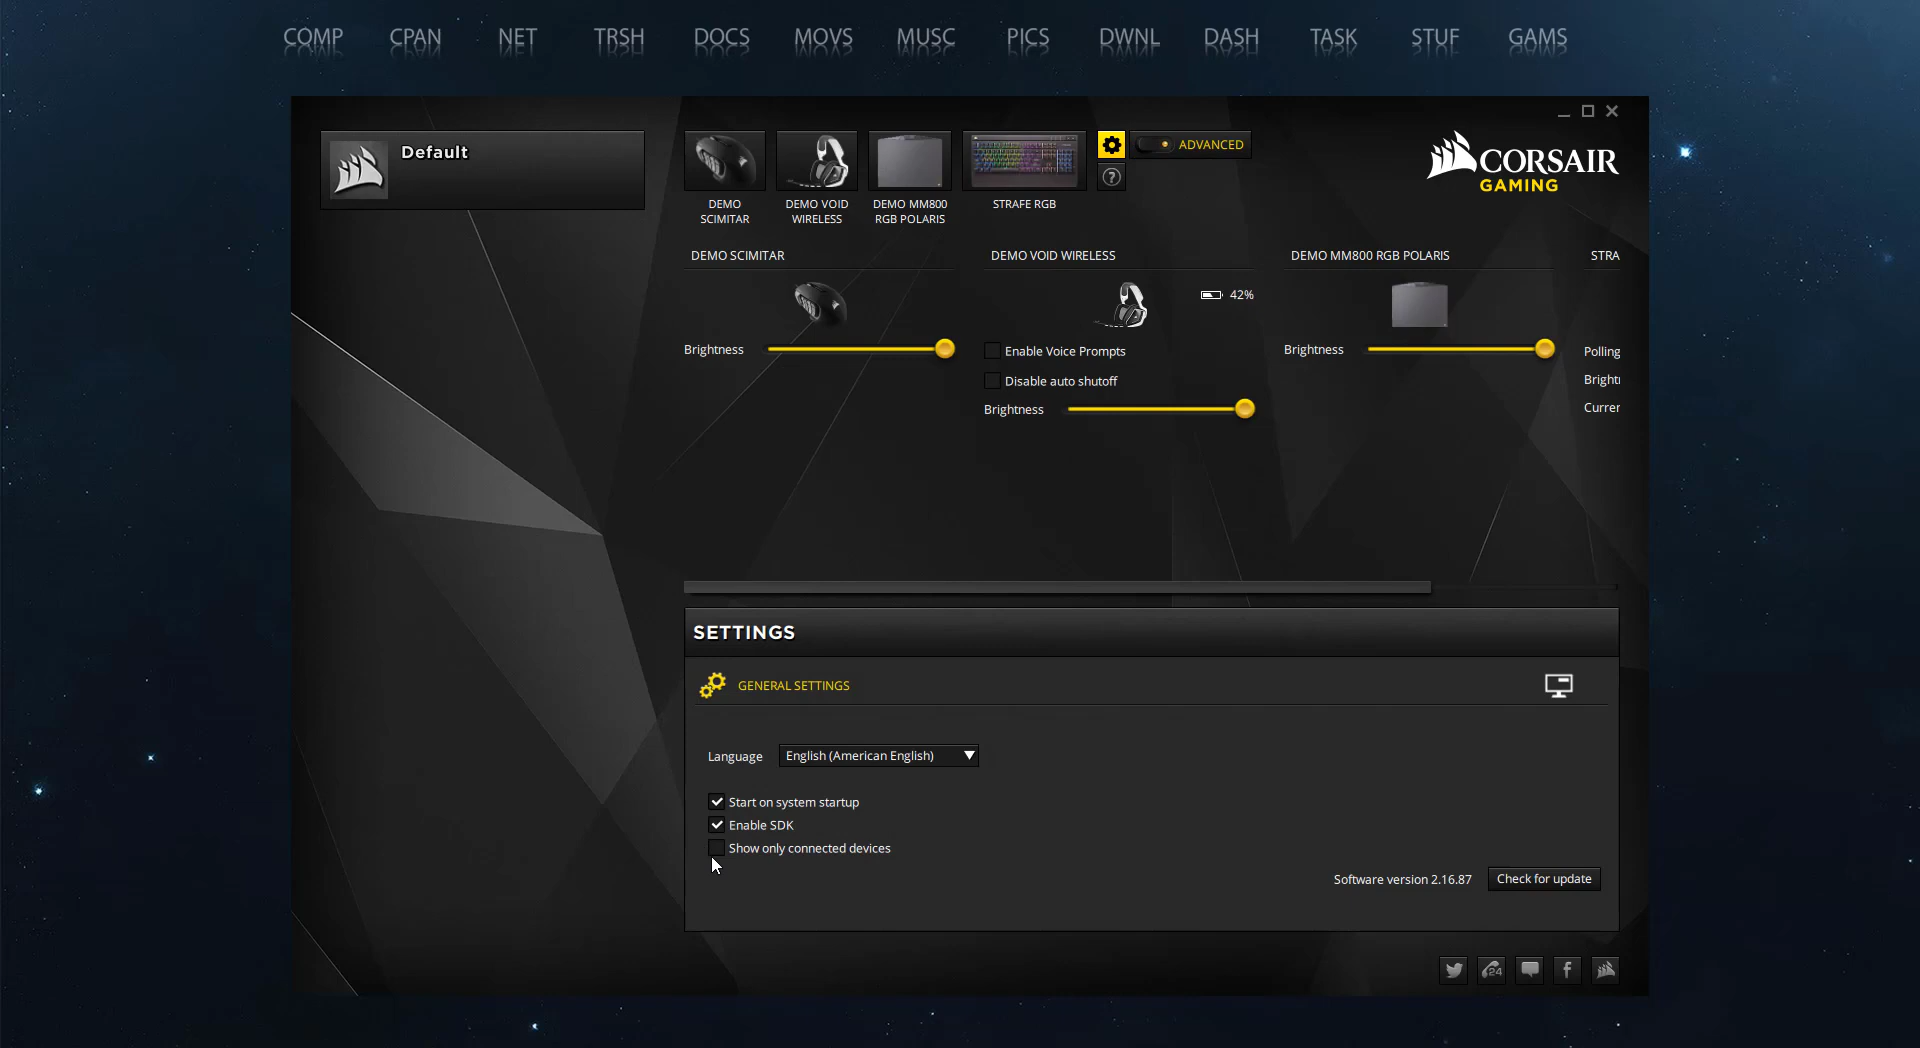 COMP CPAN NET TRSH DOCS MOVS MUSC PICS DWNL DASH TASK STUF GAMS
Default
ADVANCED
?
CORSAIR
GAMING
DEMO
SCIMITAR
DEMO VOID
WIRELESS
DEMO MM800
RGB POLARIS
STRAFE RGB
DEMO SCIMITAR
DEMO VOID WIRELESS
DEMO MM800 RGB POLARIS
STRA
42%
Brightness
Enable Voice Prompts
Disable auto shutoff
Brightness
Brightness
Polling
Bright
Currer
SETTINGS
GENERAL SETTINGS
Language English (American English)
Start on system startup
Enable SDK
Show only connected devices
Software version 2.16.87 Check for update
24
f